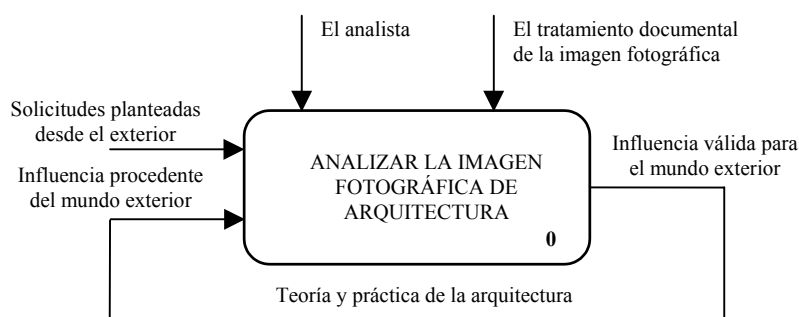 El analista
El tratamiento documental
de la imagen fotográfica
Solicitudes planteadas
desde el exterior
Influencia procedente
del mundo exterior
ANALIZAR LA IMAGEN
FOTOGRÁFICA DE
ARQUITECTURA
0
Influencia válida para
el mundo exterior
Teoría y práctica de la arquitectura